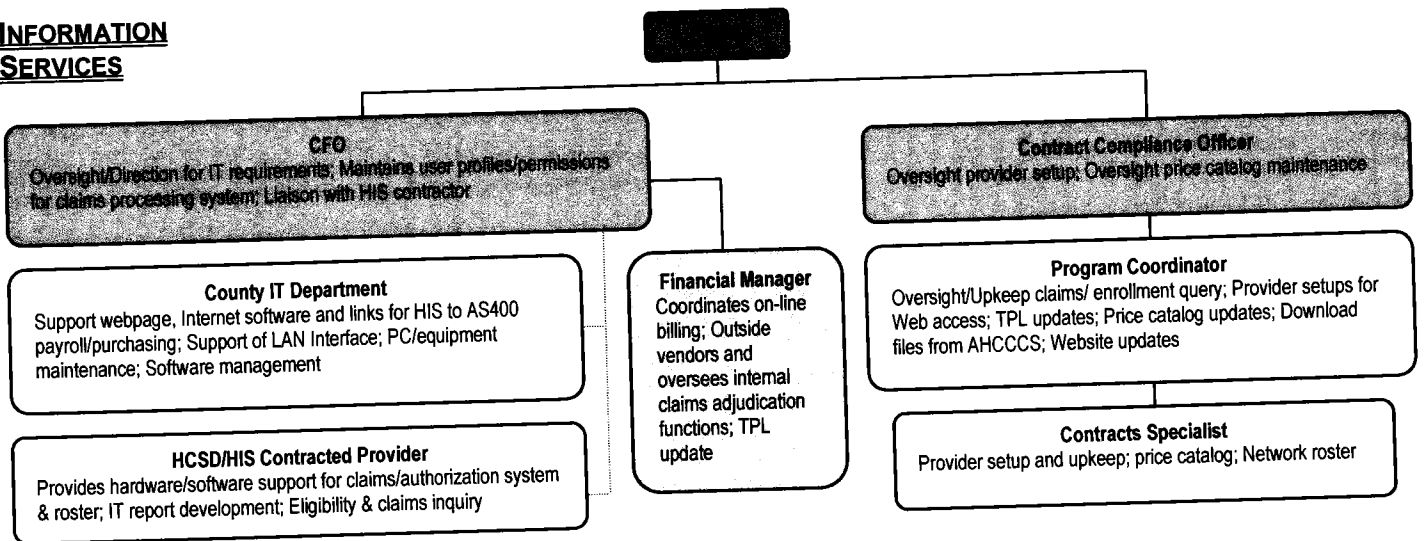 INFORMATION
SERVICES
CFO
Oversight/Direction for IT requirements; Maintains user profiles/permissions
for claims processing system; Liaison with HIS contractor
Contract Compliance Officer
Oversight provider setup; Oversight price catalog maintenance
County IT Department
Support webpage, Internet software and links for HIS to AS400
payroll/purchasing; Support of LAN Interface; PC/equipment
maintenance; Software management
Financial Manager
Coordinates on-line
billing; Outside
vendors and
oversees internal
claims adjudication
functions; TPL
update
Program Coordinator
Oversight/Upkeep claims/ enrollment query; Provider setups for
Web access; TPL updates; Price catalog updates; Download
files from AHCCCS; Website updates
HCSD/HIS Contracted Provider
Provides hardware/software support for claims/authorization system
& roster; IT report development; Eligibility & claims inquiry
Contracts Specialist
Provider setup and upkeep; price catalog; Network roster